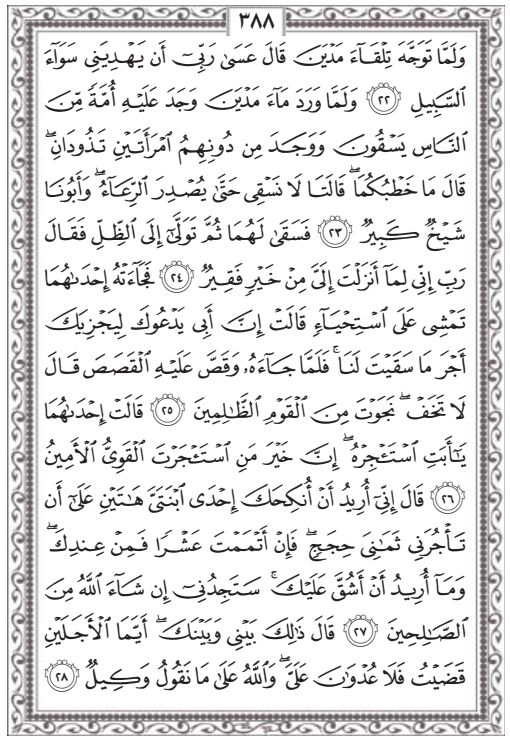 ٣٨٨
وَلَمَّا تَوَجَّهَ تِلْقَآءَ مَدْيَنَ قَالَ عَسَىٰ رَبِّىٓ أَن يَهْدِيَنِى سَوَآءَ
ٱلسَّبِيلِ ٢٢ وَلَمَّا وَرَدَ مَآءَ مَدْيَنَ وَجَدَ عَلَيْهِ أُمَّةً مِّنَ
ٱلنَّاسِ يَسْقُونَ وَوَجَدَ مِن دُونِهِمُ ٱمْرَأَتَيْنِ تَذُودَانِۖ
قَالَ مَا خَطْبُكُمَاۖ قَالَتَا لَا نَسْقِى حَتَّىٰ يُصْدِرَ ٱلرِّعَآءُۖ وَأَبُونَا
شَيْخٌ كَبِيرٌ ٢٣ فَسَقَىٰ لَهُمَا ثُمَّ تَوَلَّىٰٓ إِلَى ٱلظِّلِّ فَقَالَ
رَبِّ إِنِّى لِمَآ أَنزَلْتَ إِلَىَّ مِنْ خَيْرٍ فَقِيرٌ ٢٤ فَجَآءَتْهُ إِحْدَىٰهُمَا
تَمْشِى عَلَى ٱسْتِحْيَآءٍ قَالَتْ إِنَّ أَبِى يَدْعُوكَ لِيَجْزِيَكَ
أَجْرَ مَا سَقَيْتَ لَنَاۚ فَلَمَّا جَآءَهُۥ وَقَصَّ عَلَيْهِ ٱلْقَصَصَ قَالَ
لَا تَخَفْۖ نَجَوْتَ مِنَ ٱلْقَوْمِ ٱلظَّٰلِمِينَ ٢٥ قَالَتْ إِحْدَىٰهُمَا
يَٰٓأَبَتِ ٱسْتَـْٔجِرْهُۖ إِنَّ خَيْرَ مَنِ ٱسْتَـْٔجَرْتَ ٱلْقَوِىُّ ٱلْأَمِينُ
٢٦ قَالَ إِنِّىٓ أُرِيدُ أَنْ أُنكِحَكَ إِحْدَى ٱبْنَتَىَّ هَٰتَيْنِ عَلَىٰٓ أَن
تَأْجُرَنِى ثَمَٰنِىَ حِجَجٍۖ فَإِنْ أَتْمَمْتَ عَشْرًا فَمِنْ عِندِكَۖ
وَمَآ أُرِيدُ أَنْ أَشُقَّ عَلَيْكَۚ سَتَجِدُنِىٓ إِن شَآءَ ٱللَّهُ مِنَ
ٱلصَّٰلِحِينَ ٢٧ قَالَ ذَٰلِكَ بَيْنِى وَبَيْنَكَۖ أَيَّمَا ٱلْأَجَلَيْنِ
قَضَيْتُ فَلَا عُدْوَٰنَ عَلَىَّۖ وَٱللَّهُ عَلَىٰ مَا نَقُولُ وَكِيلٌ ٢٨